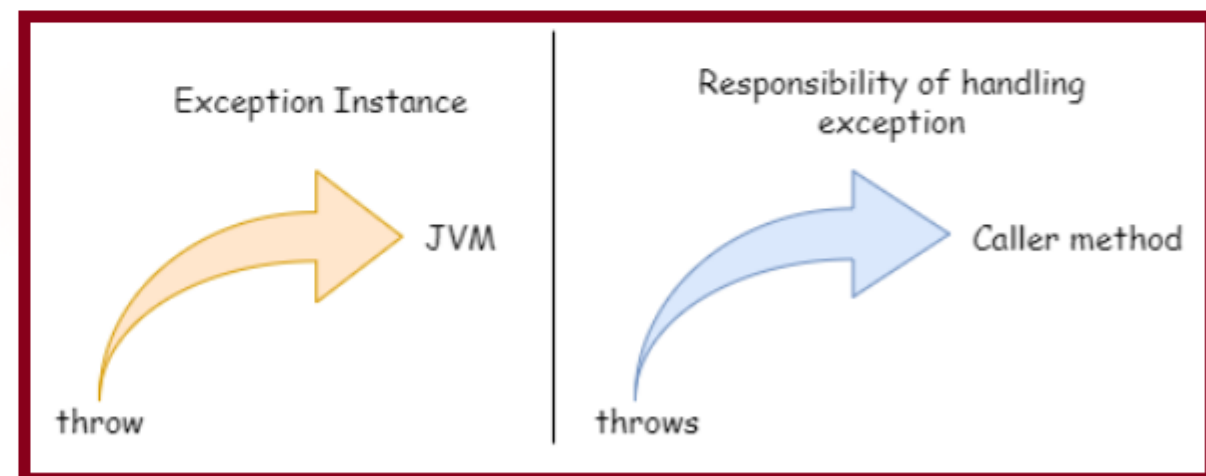 Exception Instance
JVM
throw
Responsibility of handling
exception
Caller method
throws